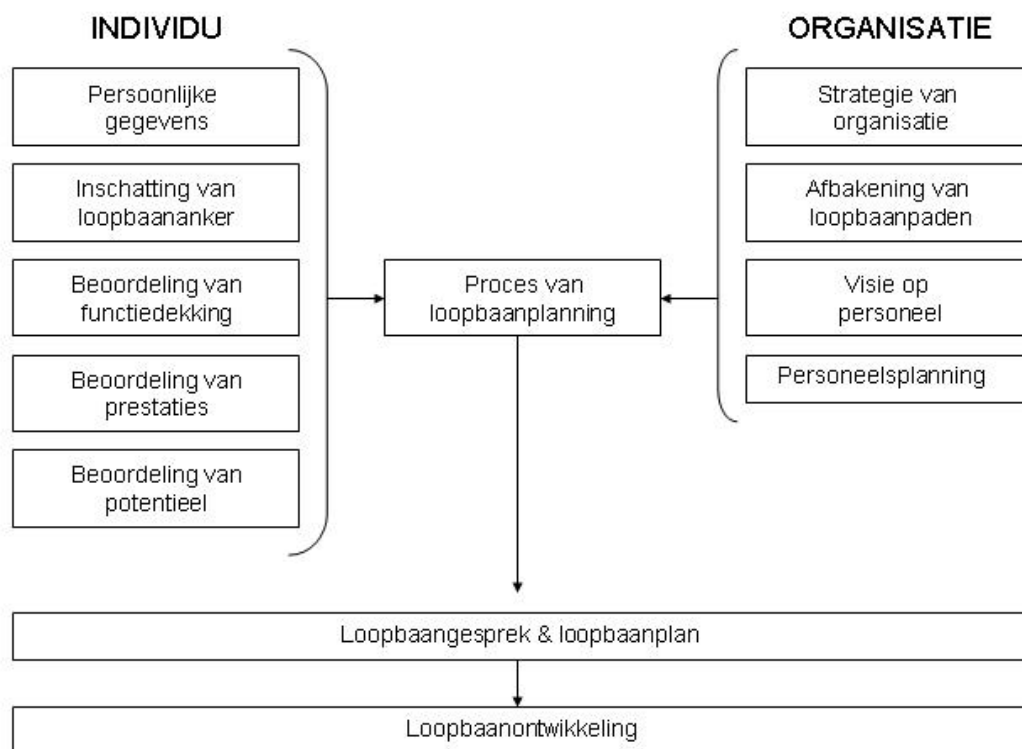 INDIVIDU
Persoonlijke
gegevens
Inschatting van
loopbaananker
Beoordeling van
functiedekking
Beoordeling van
prestaties
Beoordeling van
potentieel
Proces van
loopbaanplanning
ORGANISATIE
Strategie van
organisatie
Afbakening van
loopbaanpaden
Visie op
personeel
Personeelsplanning
Loopbaangesprek & loopbaanplan
Loopbaanontwikkeling